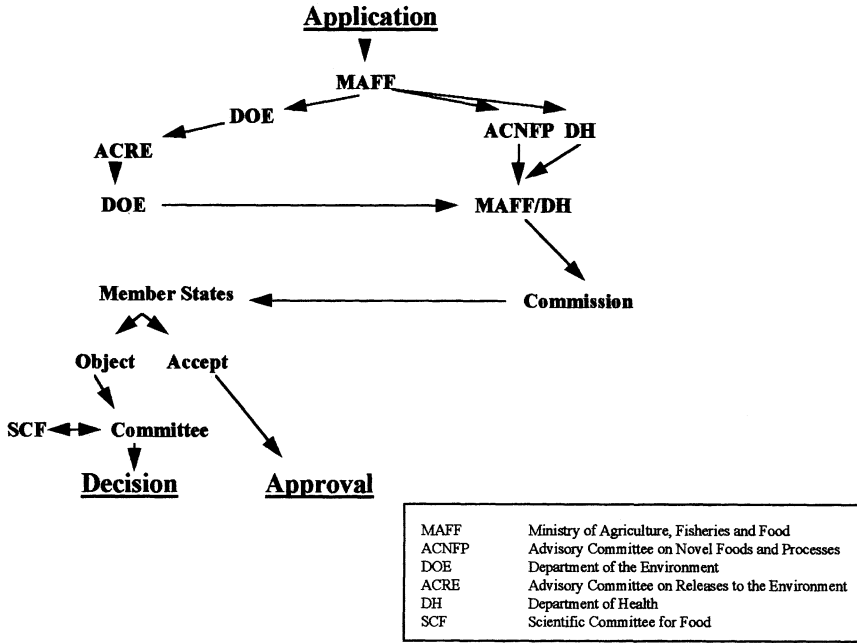 Application
MAFF
DOE
ACNFP DH
ACRE
DOE
MAFF/DH
Member States
Commission
Object
Accept
SCF
Committee
Decision
Approval
MAFF Ministry of Agriculture, Fisheries and Food
ACNFP Advisory Committee on Novel Foods and Processes
DOE Department of the Environment
ACRE Advisory Committee on Releases to the Environment
DH Department of Health
SCF Scientific Committee for Food